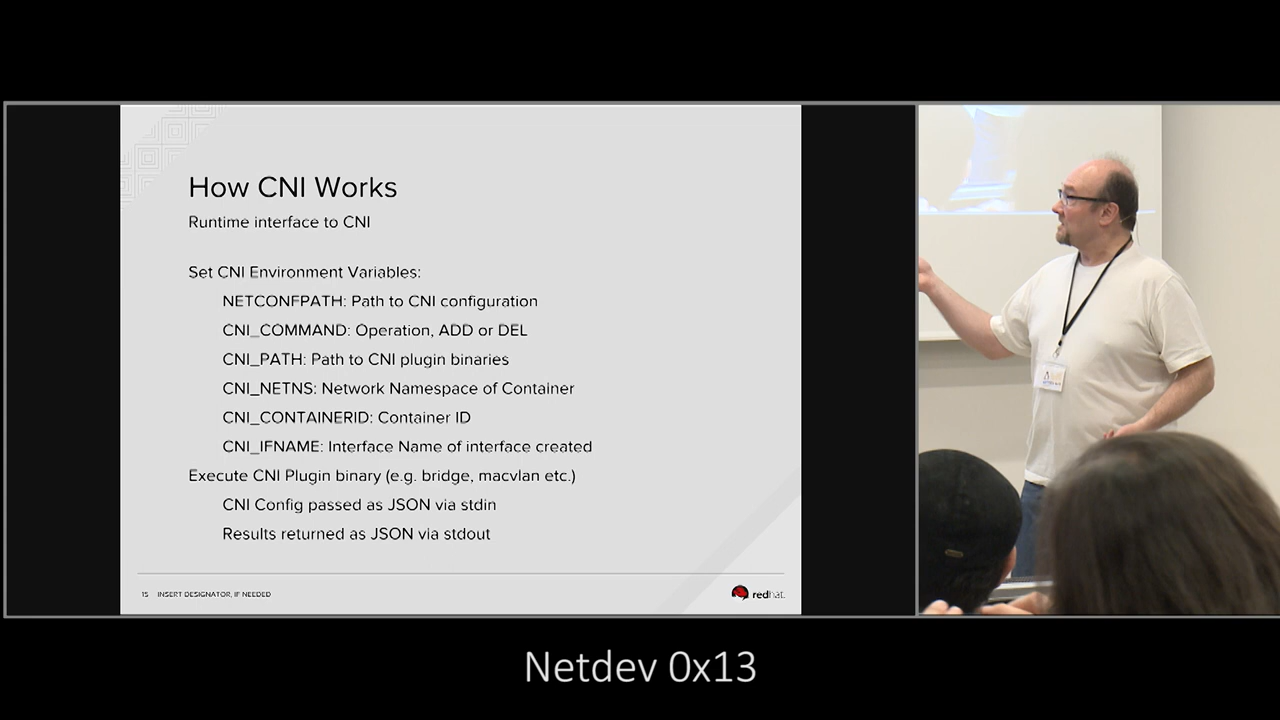 How CNI Works
Runtime interface to CNI
Set CNI Environment Variables:
NETCONFPATH: Path to CNI configuration
CNI_COMMAND: Operation, ADD or DEL
CNI_PATH: Path to CNI plugin binaries
CNI_NETNS: Network Namespace of Container
CNI_CONTAINERID: Container ID
CNI_IFNAME: Interface Name of interface created
Execute CNI Plugin binary (e.g. bridge, macvlan etc.)
CNI Config passed as JSON via stdin
Results returned as JSON via stdout
15 INSERT DESIGNATOR, IF NEEDED
redhat.
Netdev 0x13